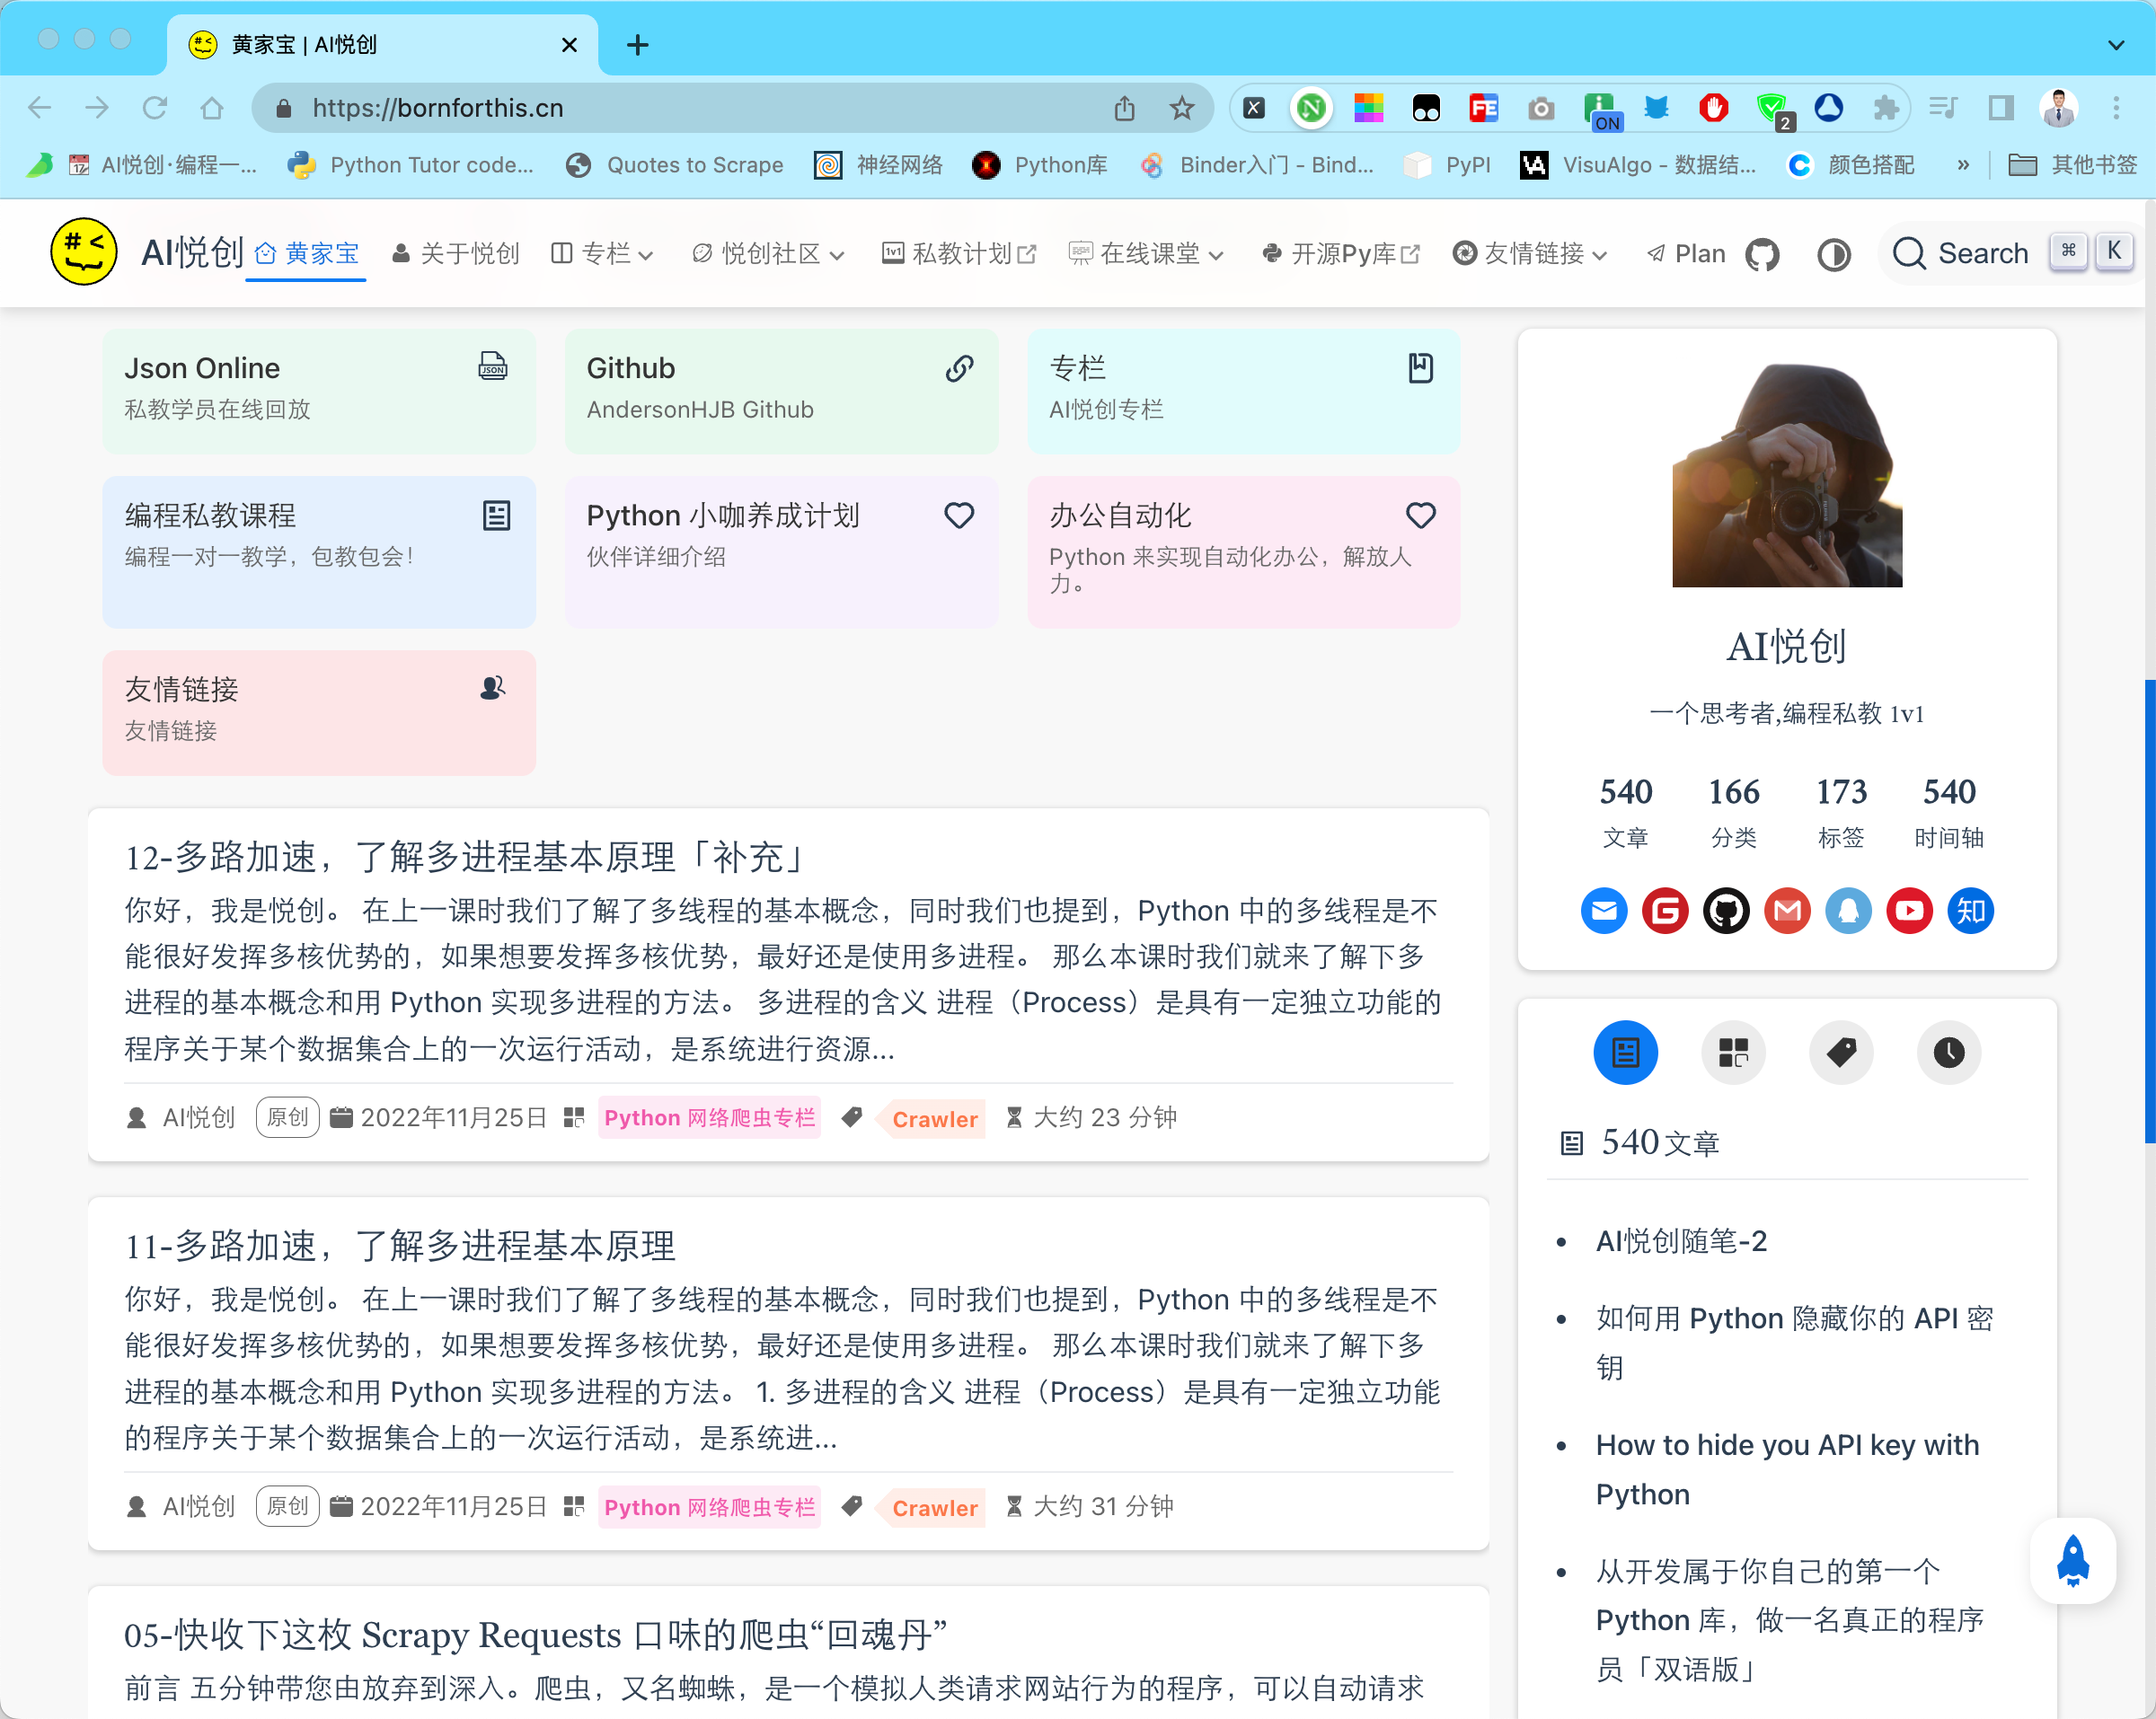 黄家宝 | AI悦创
https://bornforthis.cn
ON
2
AI悦创·编程一...
Python Tutor code...
Quotes to Scrape
神经网络
Python库
Binder入门 - Bind...
PyPI
VisuAlgo - 数据结...
颜色搭配
»
其他书签
AI悦创
黄家宝
关于悦创
专栏
悦创社区
私教计划
在线课堂
开源Py库
友情链接
Plan
Search
⌘ K
Json Online
私教学员在线回放
Github
AndersonHJB Github
专栏
AI悦创专栏
编程私教课程
编程一对一教学，包教包会！
Python 小咖养成计划
伙伴详细介绍
办公自动化
Python 来实现自动化办公，解放人
力。
友情链接
友情链接
12-多路加速，了解多进程基本原理「补充」
你好，我是悦创。 在上一课时我们了解了多线程的基本概念，同时我们也提到，Python 中的多线程是不
能很好发挥多核优势的，如果想要发挥多核优势，最好还是使用多进程。 那么本课时我们就来了解下多
进程的基本概念和用 Python 实现多进程的方法。 多进程的含义 进程（Process）是具有一定独立功能的
程序关于某个数据集合上的一次运行活动，是系统进行资源...
AI悦创 原创 2022年11月25日 Python 网络爬虫专栏 Crawler 大约 23 分钟
11-多路加速，了解多进程基本原理
你好，我是悦创。 在上一课时我们了解了多线程的基本概念，同时我们也提到，Python 中的多线程是不
能很好发挥多核优势的，如果想要发挥多核优势，最好还是使用多进程。 那么本课时我们就来了解下多
进程的基本概念和用 Python 实现多进程的方法。 1. 多进程的含义 进程（Process）是具有一定独立功能
的程序关于某个数据集合上的一次运行活动，是系统进...
AI悦创 原创 2022年11月25日 Python 网络爬虫专栏 Crawler 大约 31 分钟
05-快收下这枚 Scrapy Requests 口味的爬虫“回魂丹”
前言 五分钟带您由放弃到深入。爬虫，又名蜘蛛，是一个模拟人类请求网站行为的程序，可以自动请求
AI悦创
一个思考者,编程私教 1v1
540 166 173 540
文章 分类 标签 时间轴
知
540 文章
AI悦创随笔-2
如何用 Python 隐藏你的 API 密
钥
How to hide you API key with
Python
从开发属于你自己的第一个
Python 库，做一名真正的程序
员「双语版」